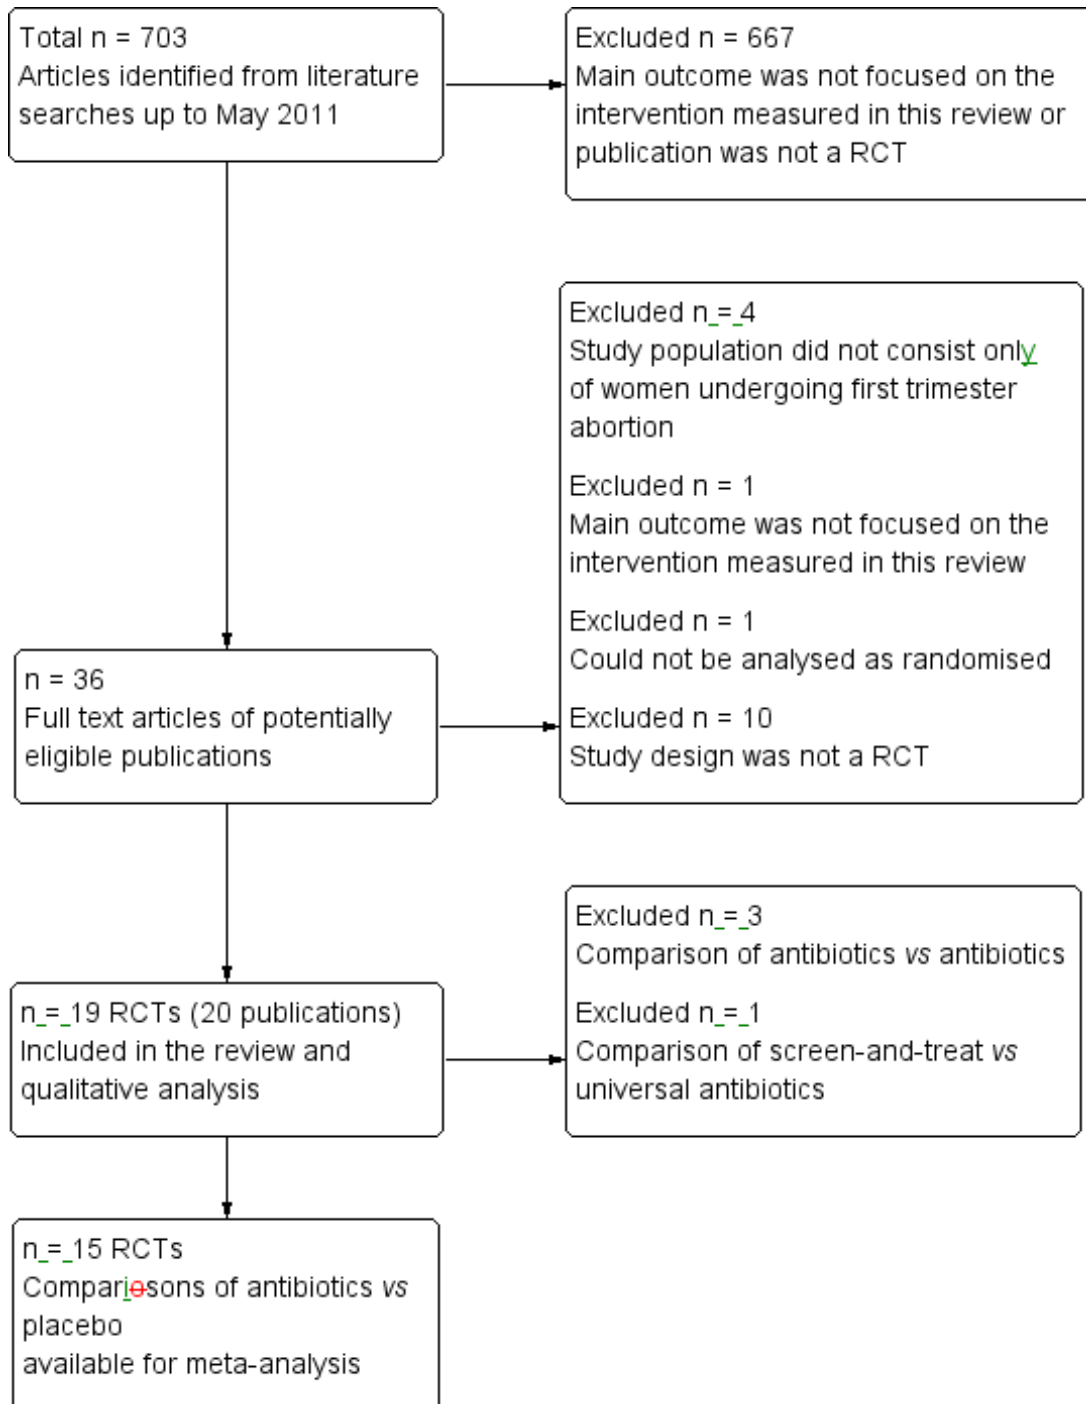 Total n = 703
Articles identified from literature
searches up to May 2011
Excluded n = 667
Main outcome was not focused on the
intervention measured in this review or
publication was not a RCT
Excluded n = 4
Study population did not consist only
of women undergoing first trimester
abortion
Excluded n = 1
Main outcome was not focused on the
intervention measured in this review
Excluded n = 1
Could not be analysed as randomised
Excluded n = 10
Study design was not a RCT
n = 36
Full text articles of potentially
eligible publications
Excluded n = 3
Comparison of antibiotics vs antibiotics
Excluded n = 1
Comparison of screen-and-treat vs
universal antibiotics
n = 19 RCTs (20 publications)
Included in the review and
qualitative analysis
n = 15 RCTs
Compariosons of antibiotics vs
placebo
available for meta-analysis